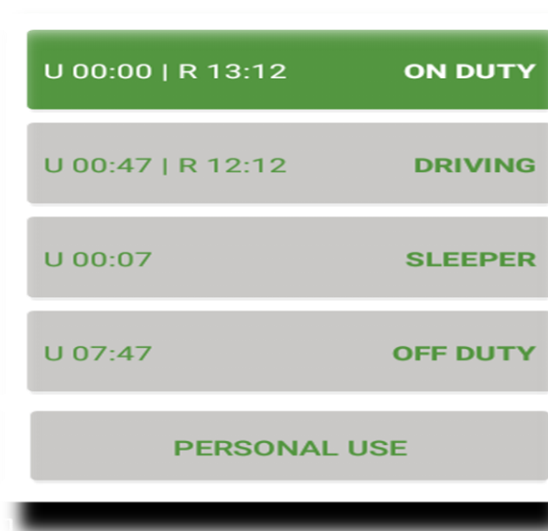 U 00:00 | R 13:12 ON DUTY
U 00:47 | R 12:12 DRIVING
U 00:07 SLEEPER
U 07:47 OFF DUTY
PERSONAL USE